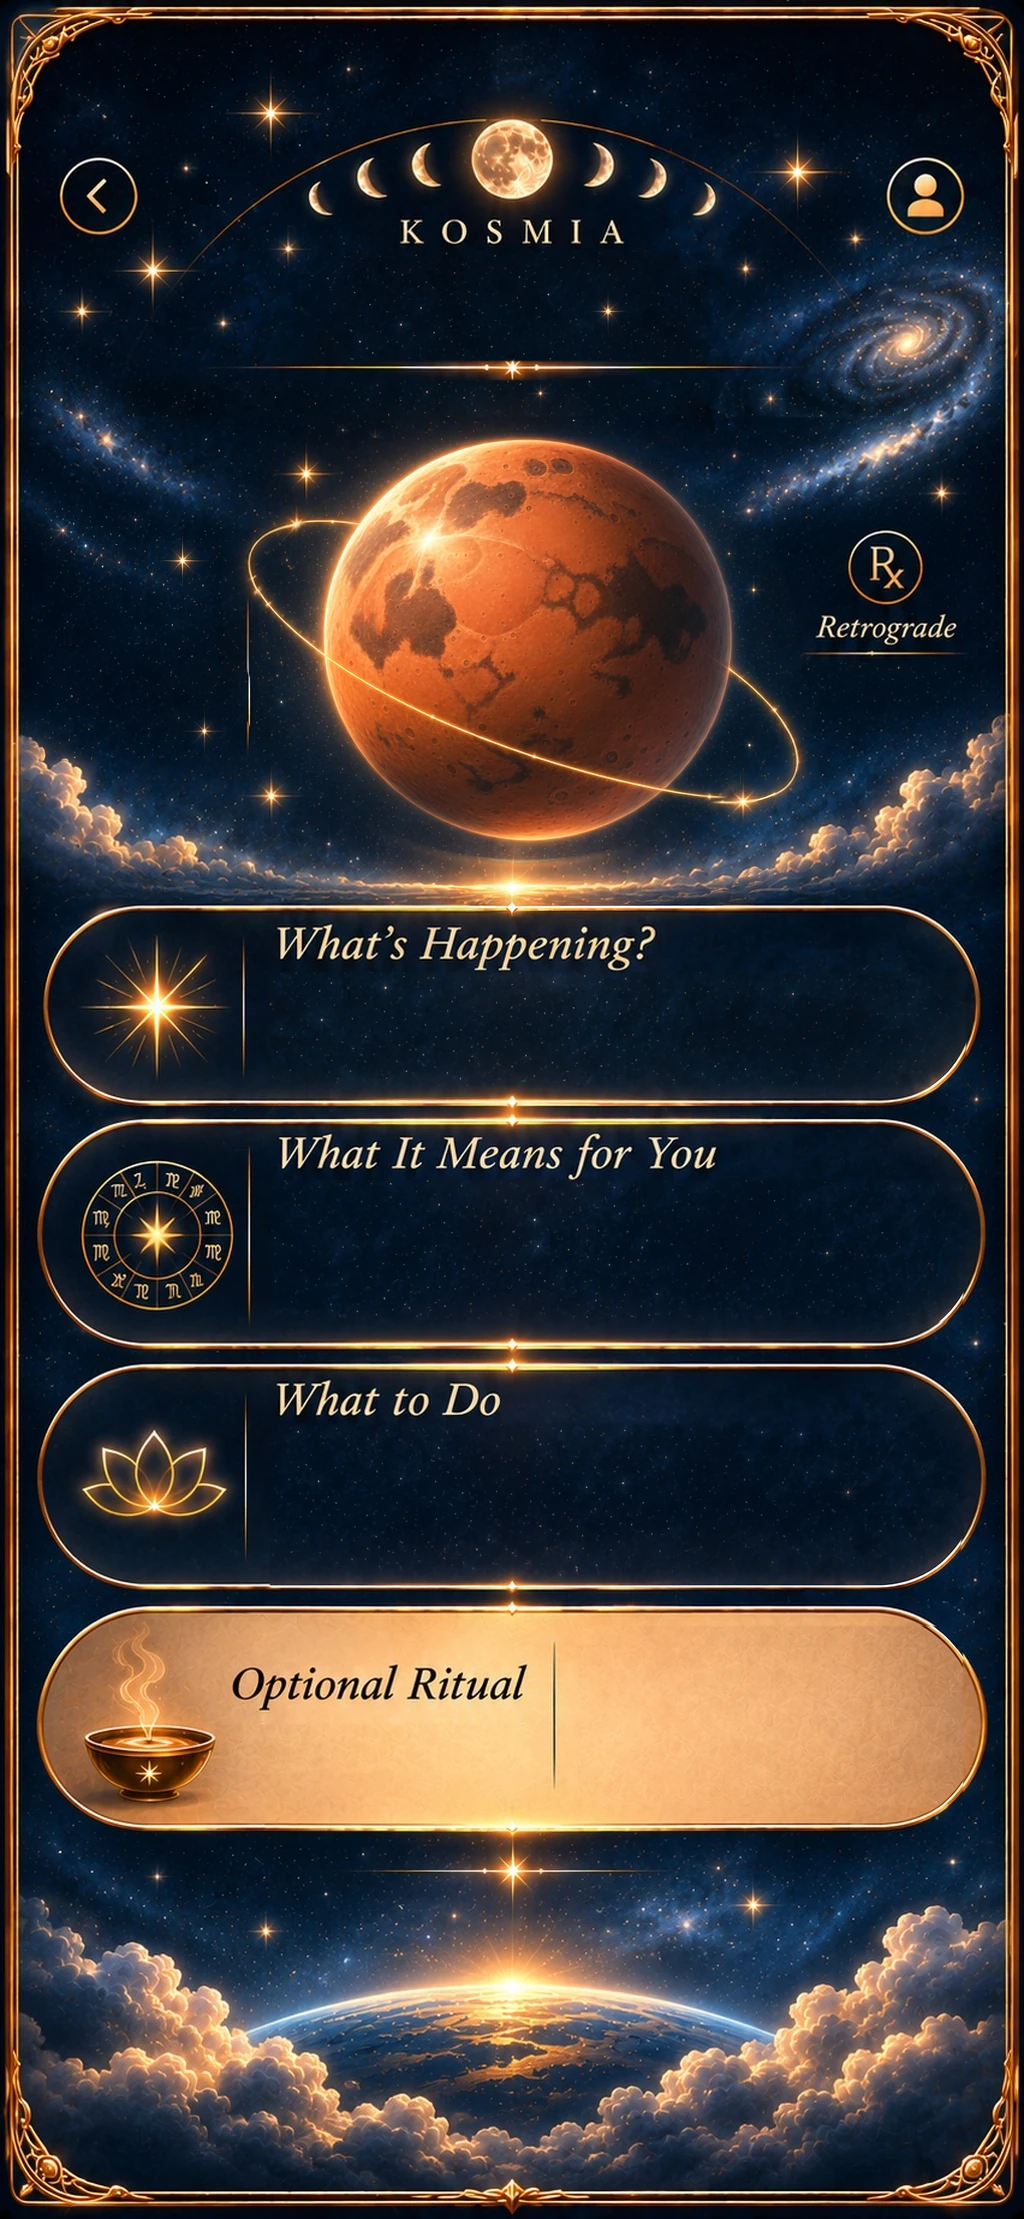 KOSMIA
Rx
Retrograde
What's Happening?
What It Means for You
What to Do
Optional Ritual